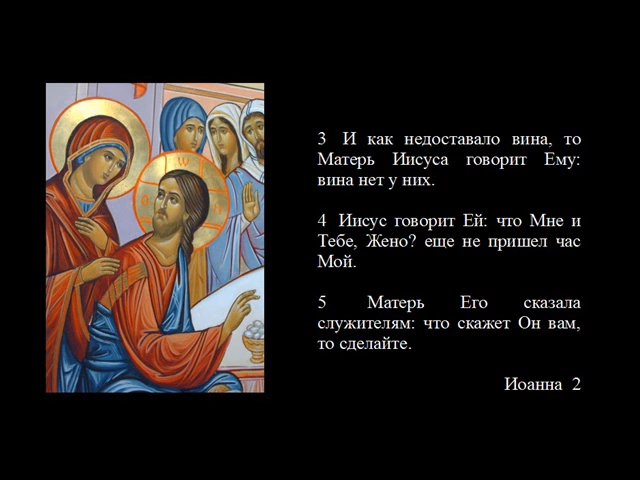 3 И как недоставало вина, то
Матерь Иисуса говорит Ему:
вина нет у них.
4 Иисус говорит Ей: что Мне и
Тебе, Жено? еще не пришел час
Мой.
5 Матерь Его сказала
служителям: что скажет Он вам,
то сделайте.
Иоанна 2